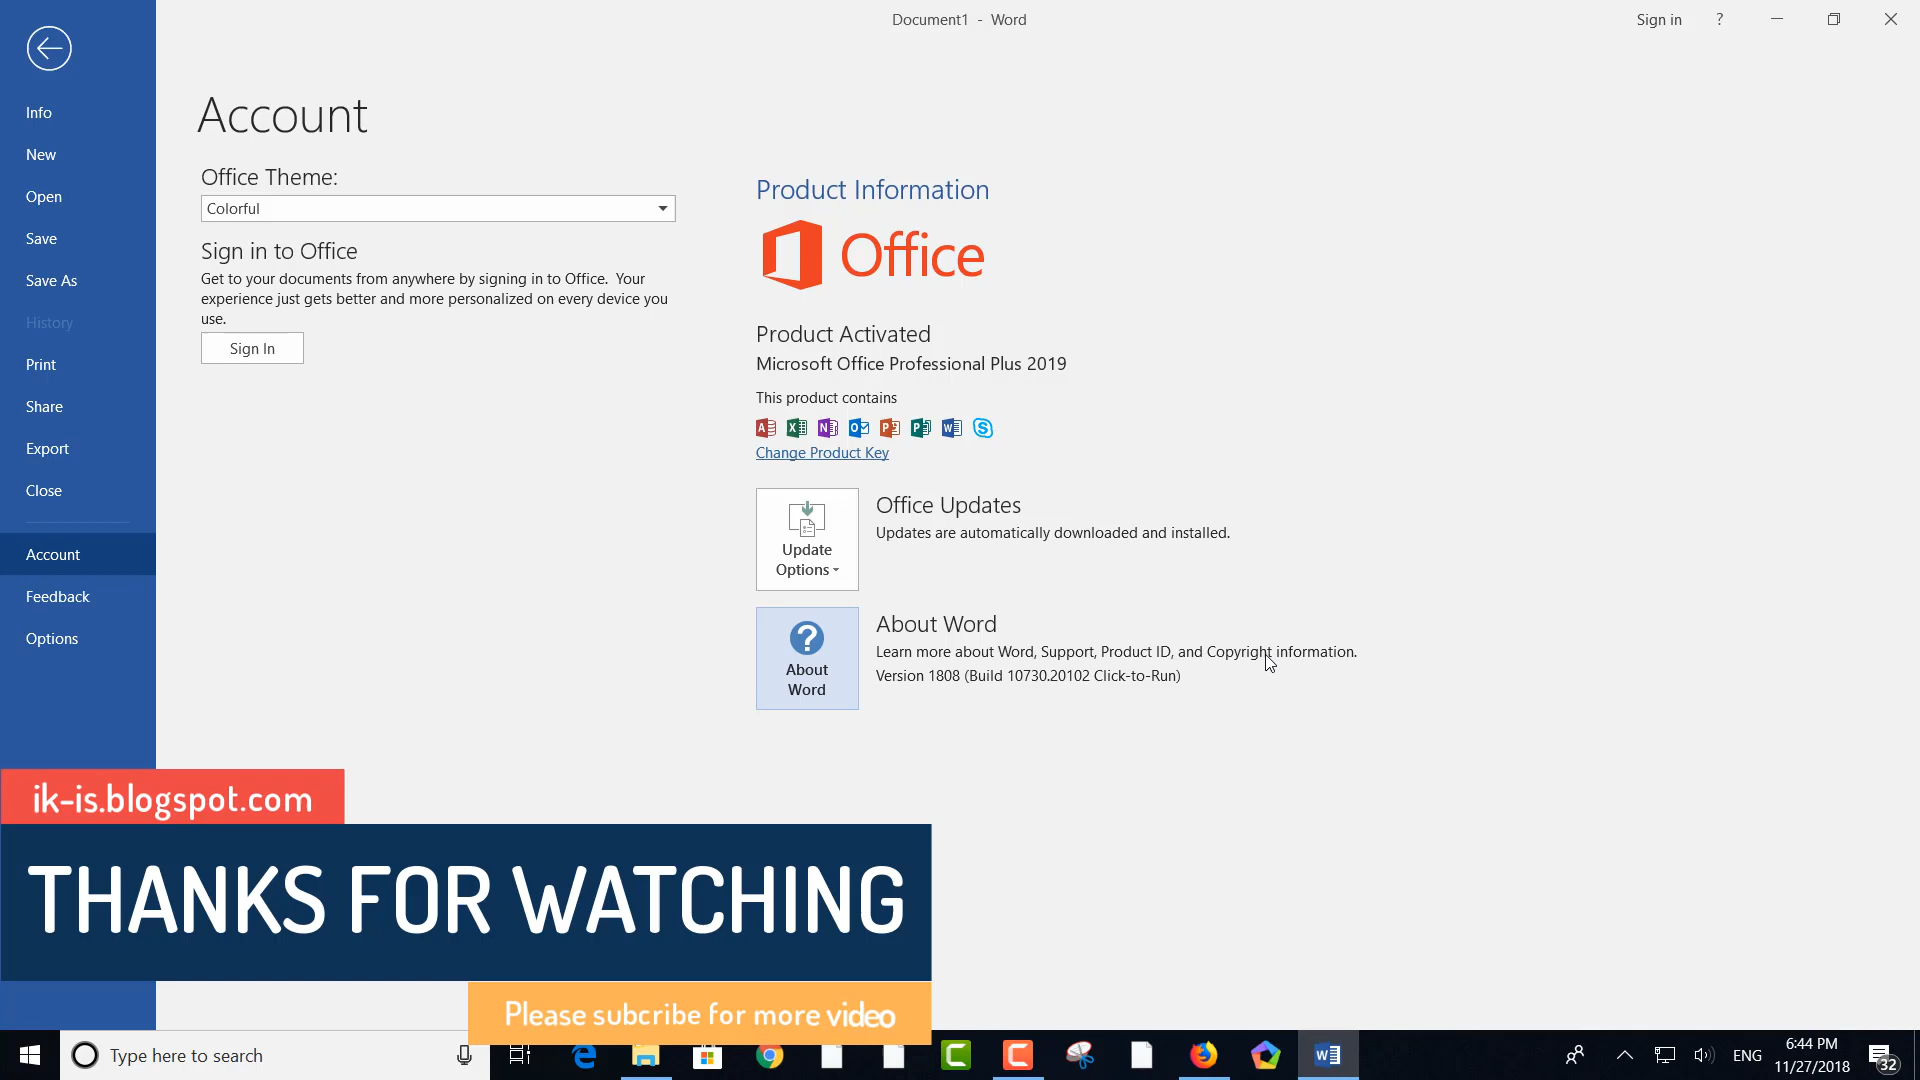 Document1 - Word
Sign in
?
Info
New
Open
Save
Save As
History
Print
Share
Export
Close
Account
Feedback
Options
Account
Office Theme:
Colorful
Sign in to Office
Get to your documents from anywhere by signing in to Office. Your
experience just gets better and more personalized on every device you
use.
Sign In
Product Information
Office
Product Activated
Microsoft Office Professional Plus 2019
This product contains
Change Product Key
Update
Options
Office Updates
Updates are automatically downloaded and installed.
About
Word
About Word
Learn more about Word, Support, Product ID, and Copyright information.
Version 1808 (Build 10730.20102 Click-to-Run)
ik-is.blogspot.com
THANKS FOR WATCHING
Please subcribe for more video
Type here to search
ENG
6:44 PM
11/27/2018
32